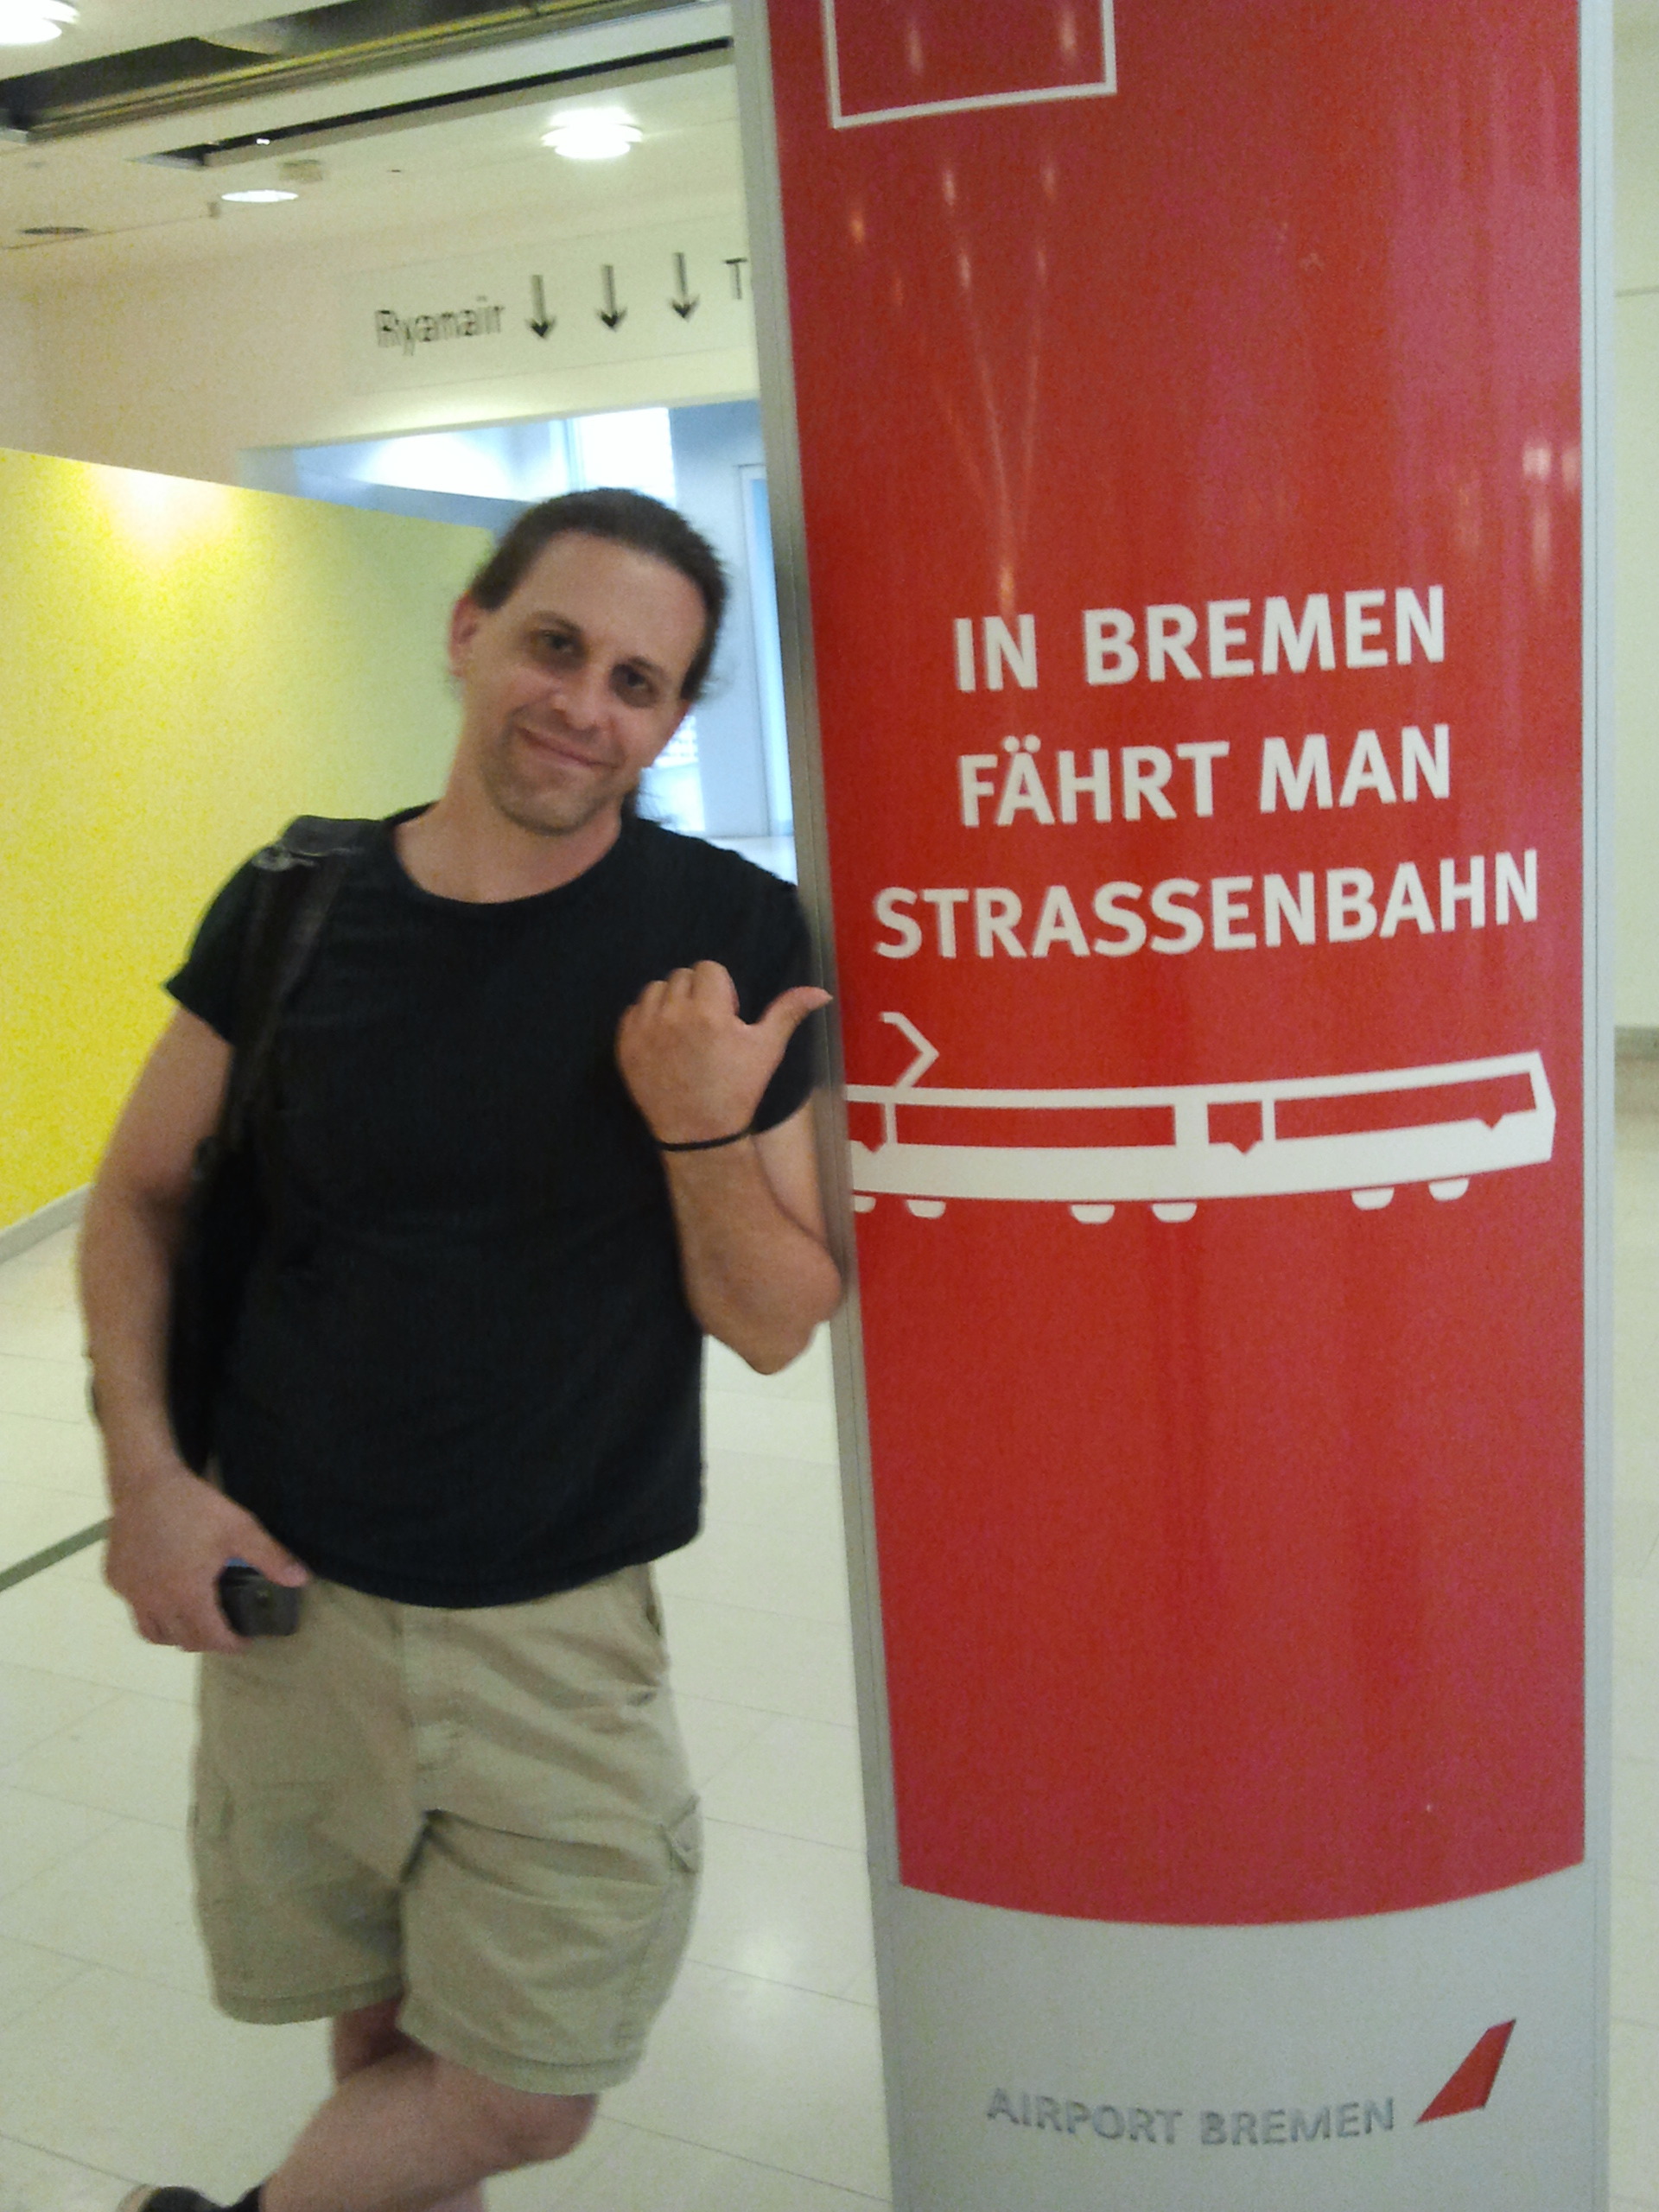 Ryanair ↓ ↓ ↓ T
IN BREMEN
FÄHRT MAN
STRASSENBAHN
AIRPORT BREMEN